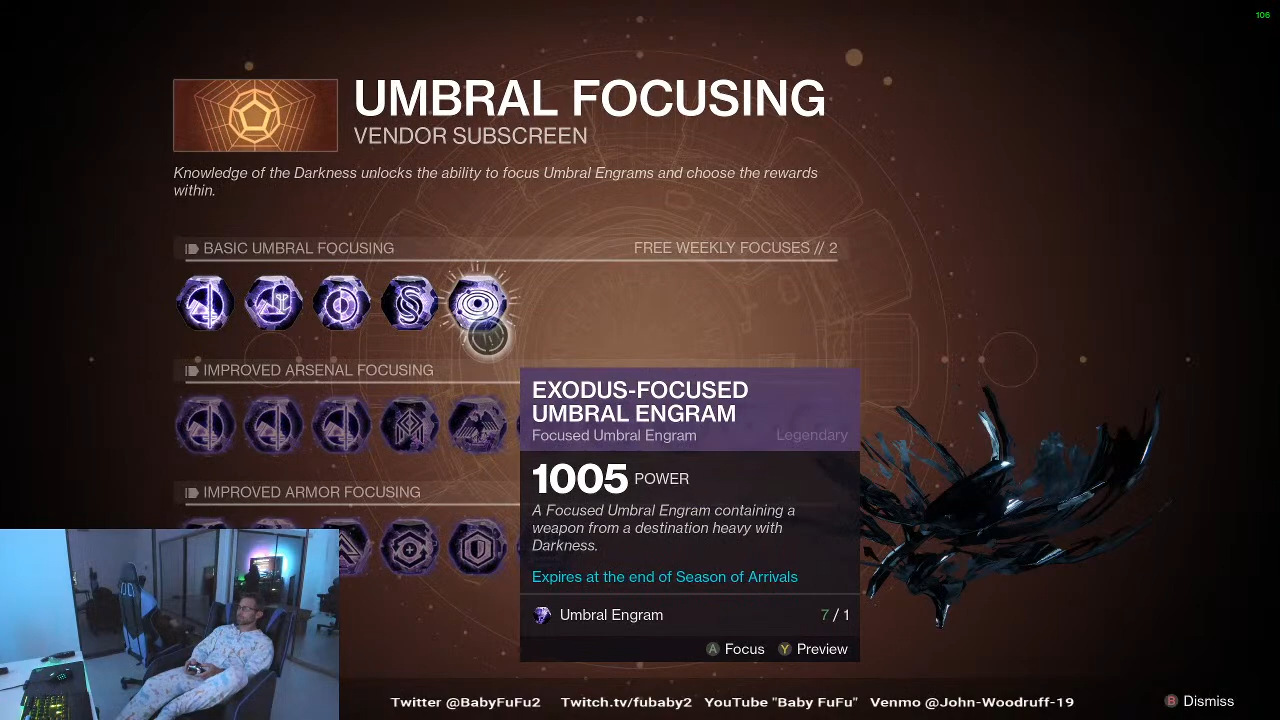 106
UMBRAL FOCUSING
VENDOR SUBSCREEN
Knowledge of the Darkness unlocks the ability to focus Umbral Engrams and choose the rewards
within.
BASIC UMBRAL FOCUSING
FREE WEEKLY FOCUSES // 2
IMPROVED ARSENAL FOCUSING
EXODUS-FOCUSED
UMBRAL ENGRAM
Focused Umbral Engram
Legendary
1005 POWER
A Focused Umbral Engram containing a
weapon from a destination heavy with
Darkness.
Expires at the end of Season of Arrivals
Umbral Engram
7 / 1
A Focus
Y Preview
IMPROVED ARMOR FOCUSING
Twitter @BabyFuFu2 Twitch.tv/fubaby2 YouTube "Baby FuFu" Venmo @John-Woodruff-19
B Dismiss